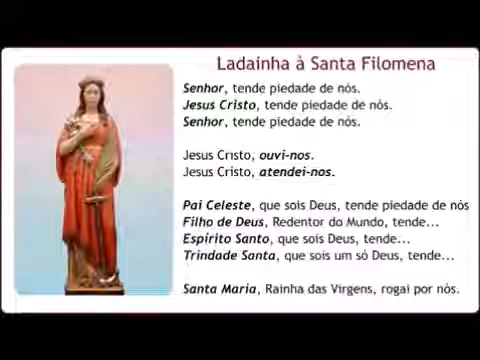 Ladainha à Santa Filomena
Senhor, tende piedade de nós.
Jesus Cristo, tende piedade de nós.
Senhor, tende piedade de nós.
Jesus Cristo, ouvi-nos.
Jesus Cristo, atendei-nos.
Pai Celeste, que sois Deus, tende piedade de nós
Filho de Deus, Redentor do Mundo, tende...
Espírito Santo, que sois Deus, tende...
Trindade Santa, que sois um só Deus, tende...
Santa Maria, Rainha das Virgens, rogai por nós.